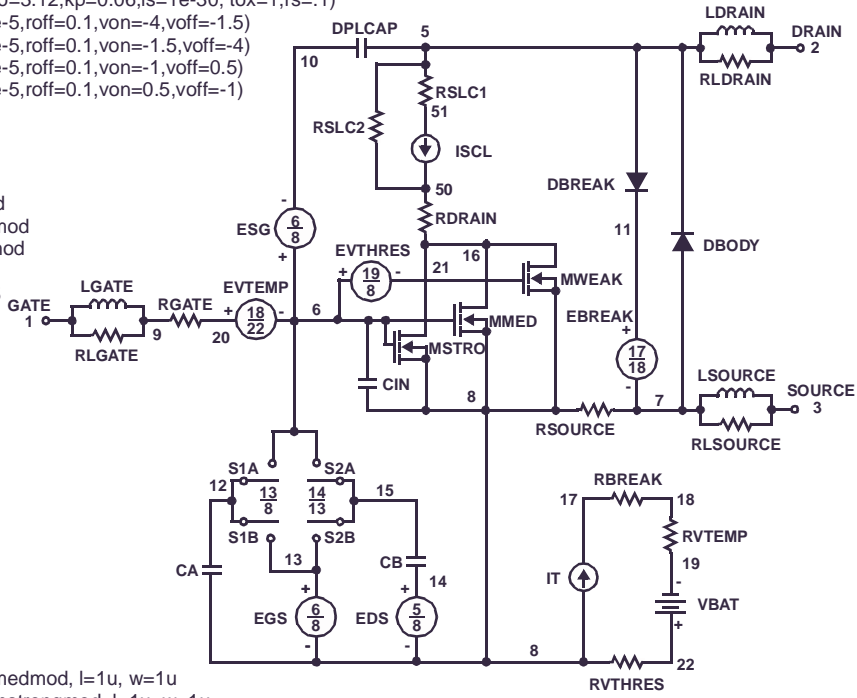 o=3.12,kp=0.06,is=1e-30, tox=1,rs=.1)
e-5,roff=0.1,von=-4,voff=-1.5)
e-5,roff=0.1,von=-1.5,voff=-4)
e-5,roff=0.1,von=-1,voff=0.5)
e-5,roff=0.1,von=0.5,voff=-1)
d
mod
nod
LDRAIN
DPLCAP
5
DRAIN
2
10
RLDRAIN
RSLC1
51
RSLC2
ISCL
50
DBREAK
RDRAIN
ESG
6
8
-
+
11
DBODY
EVTHRES
+
19
8
-
21
16
MWEAK
LGATE
GATE
1
RLGATE
9
RGATE
20
EVTEMP
+
18
22
-
6
MMED
MSTRO
CIN
EBREAK
+
17
18
-
8
RSOURCE
7
LSOURCE
SOURCE
3
RLSOURCE
S1A
S2A
12
13
8
14
13
15
S1B
S2B
13
CA
CB
14
+
EGS
6
8
-
+
EDS
5
8
-
RBREAK
17
18
RVTEMP
19
IT
-
VBAT
+
8
22
RVTHRES
medmod, l=1u, w=1u